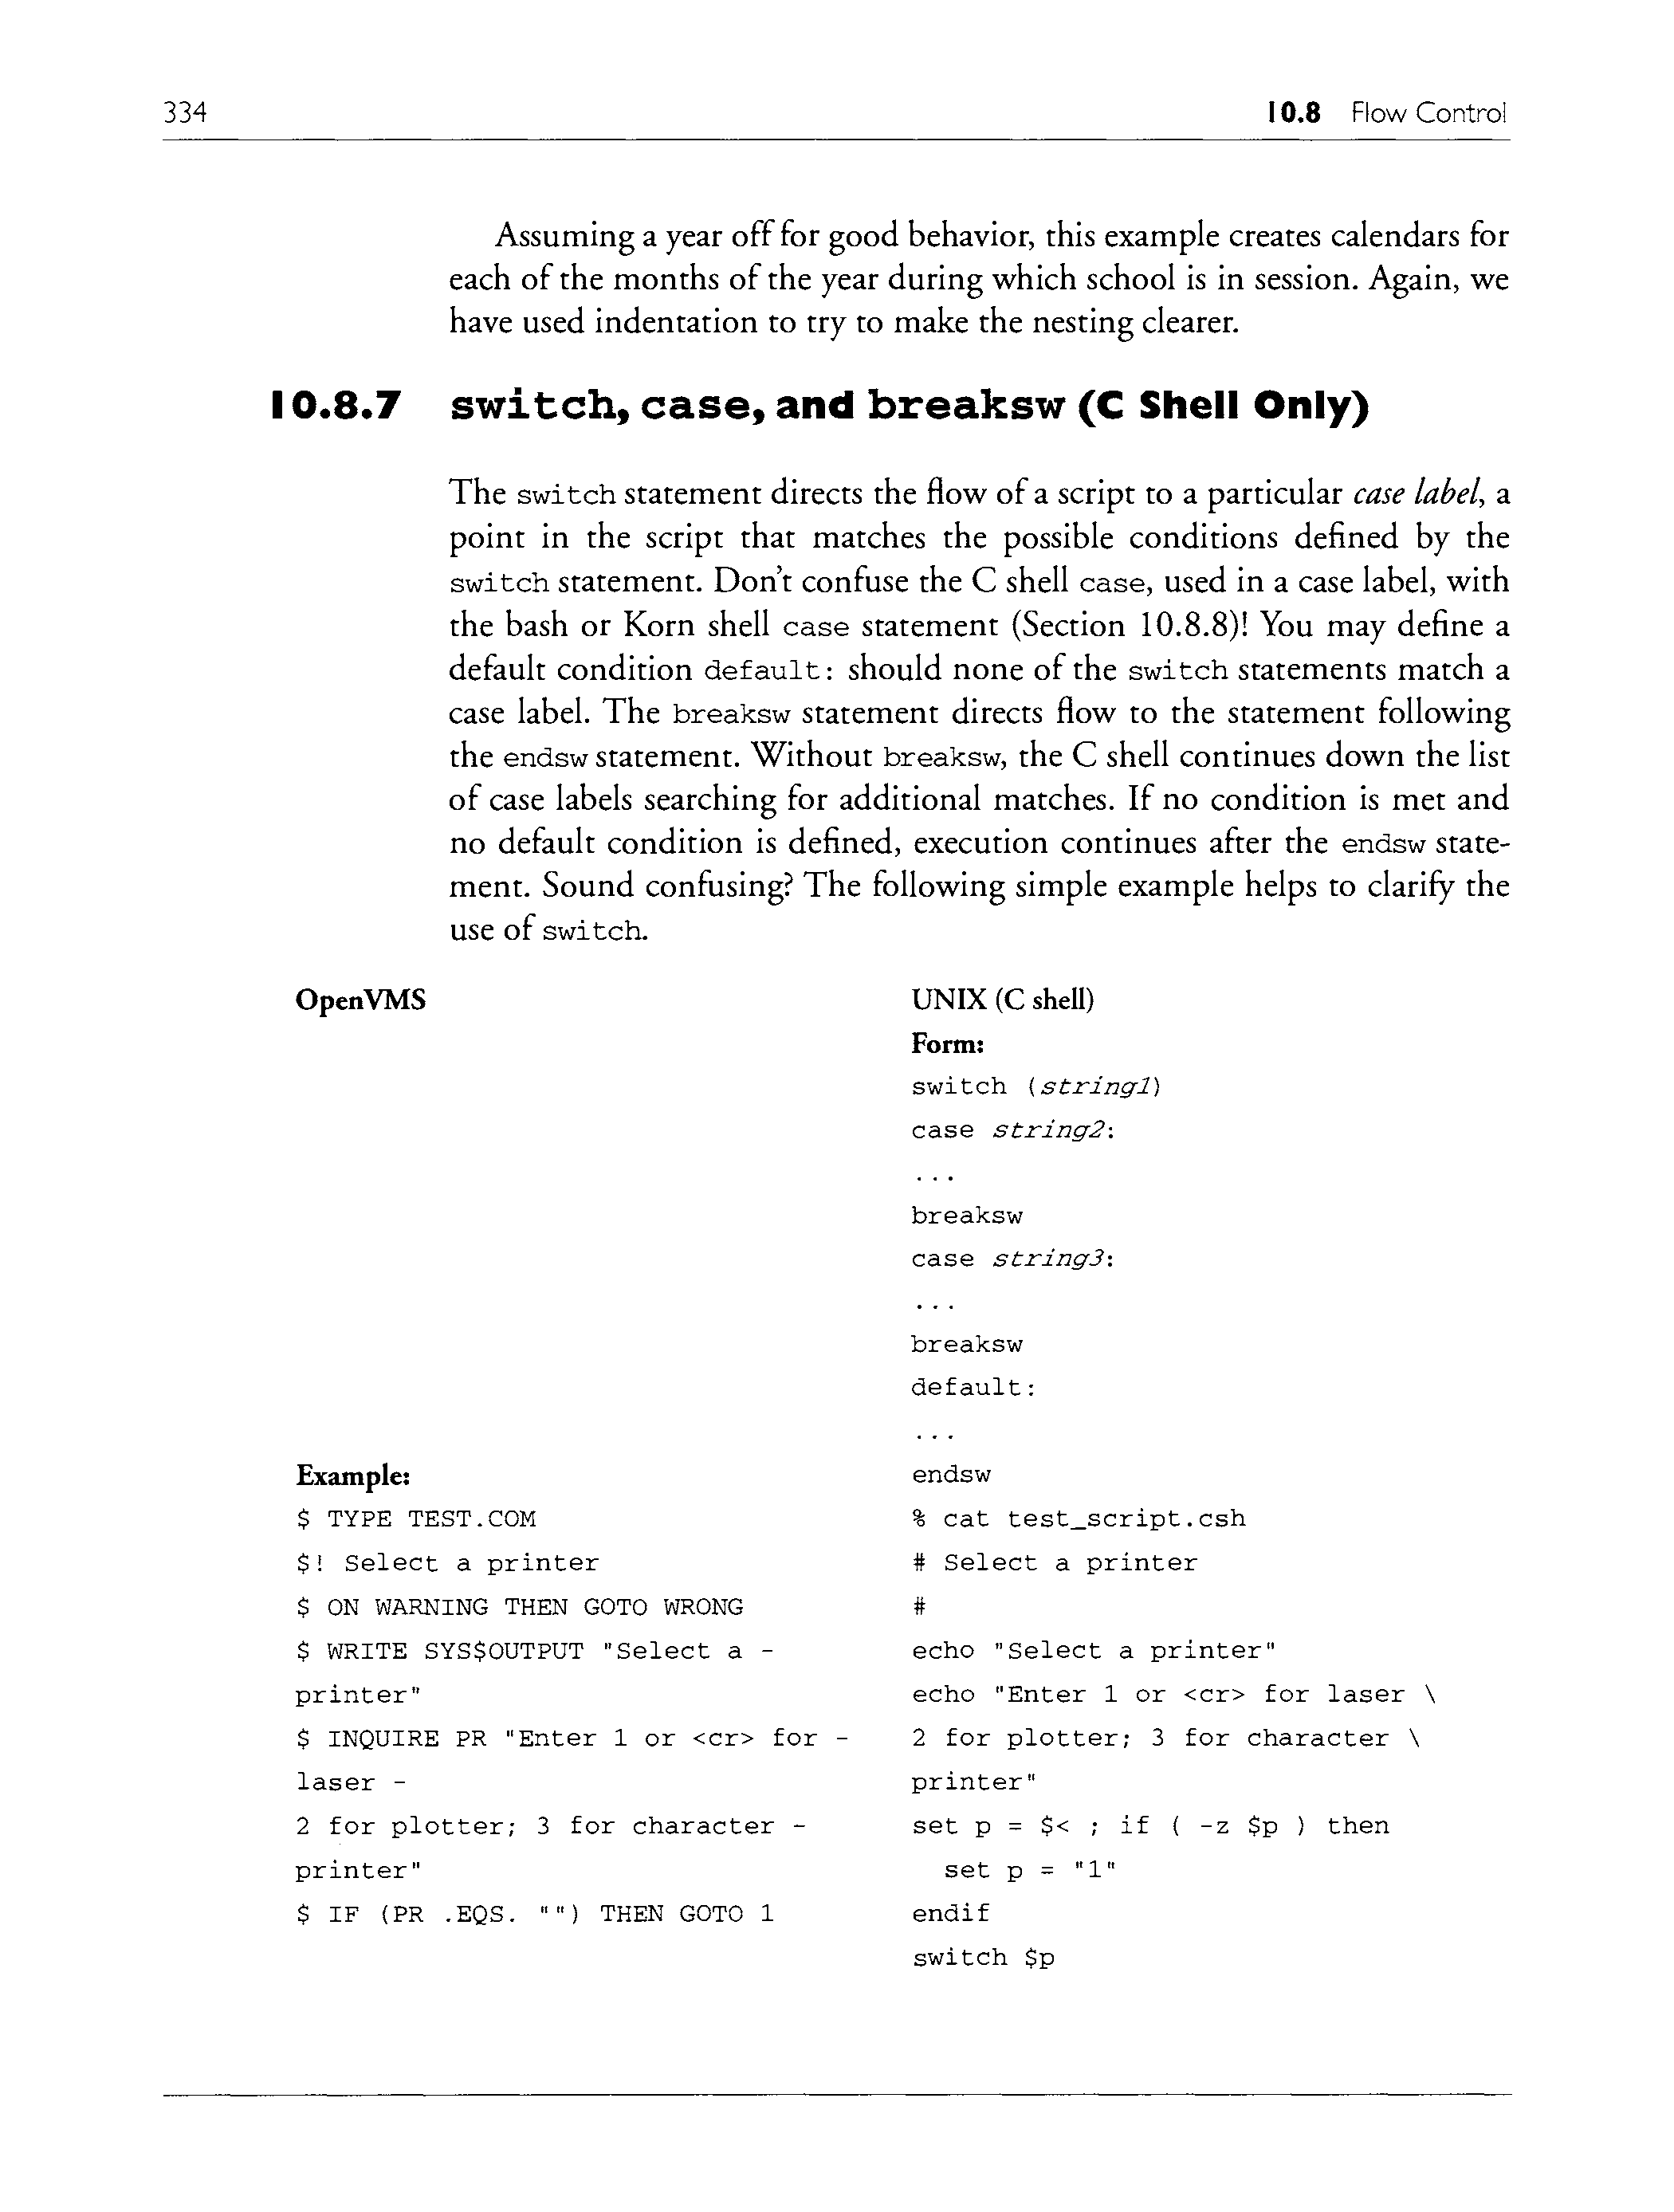 334
10.8 Flow Control
Assuming a year off for good behavior, this example creates calendars for
each of the months of the year during which school is in session. Again, we
have used indentation to try to make the nesting clearer.
10.8.7 switch, case, and breaksw (C Shell Only)
The switch statement directs the flow of a script to a particular case label, a
point in the script that matches the possible conditions defined by the
switch statement. Don't confuse the C shell case, used in a case label, with
the bash or Korn shell case statement (Section 10.8.8)! You may define a
default condition default: should none of the switch statements match a
case label. The breaksw statement directs flow to the statement following
the endsw statement. Without breaksw, the C shell continues down the list
of case labels searching for additional matches. If no condition is met and
no default condition is defined, execution continues after the endsw state-
ment. Sound confusing? The following simple example helps to clarify the
use of switch.
OpenVMS
Example:
$ TYPE TEST.COM
$! Select a printer
$ ON WARNING THEN GOTO WRONG
$ WRITE SYS$OUTPUT "Select a -
printer"
$ INQUIRE PR "Enter 1 or <cr> for -
laser -
2 for plotter; 3 for character -
printer"
$ IF (PR .EQS. "") THEN GOTO 1
UNIX (C shell)
Form:
switch (string1)
case string2:
...
breaksw
case string3:
...
breaksw
default:
...
endsw
% cat test_script.csh
# Select a printer
#
echo "Select a printer"
echo "Enter 1 or <cr> for laser \
2 for plotter; 3 for character \
printer"
set p = $< ; if ( -z $p ) then
set p = "1"
endif
switch $p